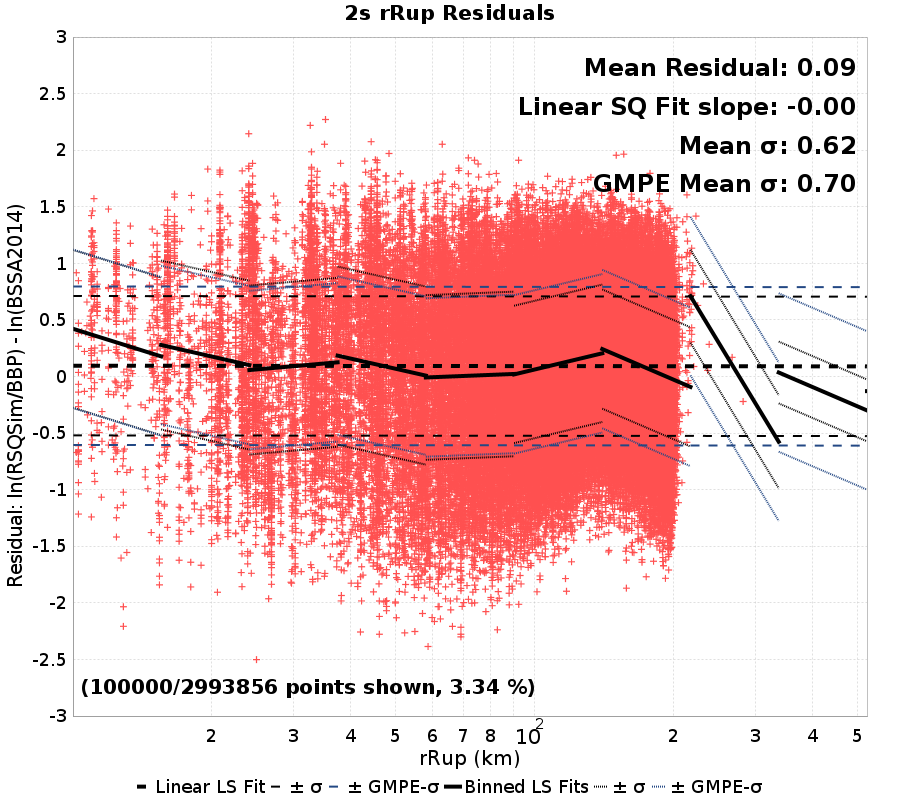 2s rRup Residuals
Mean Residual: 0.09
Linear SQ Fit slope: -0.00
Mean σ: 0.62
GMPE Mean σ: 0.70
Residual: ln(RSQSim/BBP) - ln(BSSA2014)
3
2.5
2
1.5
1
0.5
0
-0.5
-1
-1.5
-2
-2.5
-3
(100000/2993856 points shown, 3.34 %)
2 3 4 5 6 7 8 10² 2 3 4 5
rRup (km)
Linear LS Fit ± σ ± GMPE-σ Binned LS Fits ± σ ± GMPE-σ